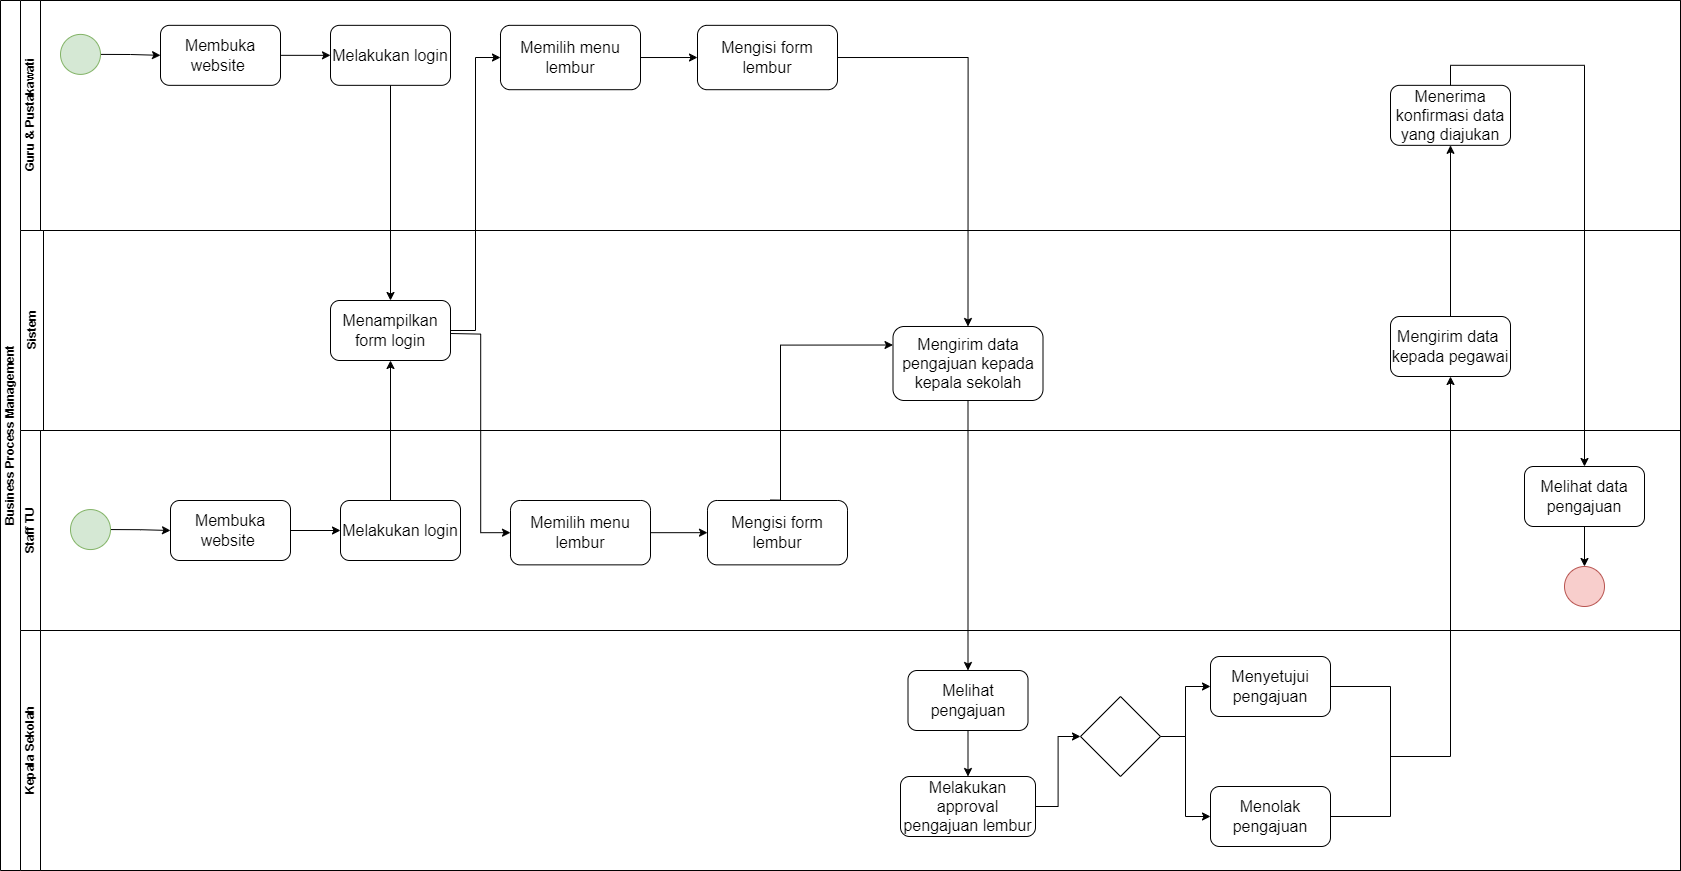 Business Process Management
Guru & Pustakawati
Membuka
website
Melakukan login
Memilih menu
lembur
Mengisi form
lembur
Menerima
konfirmasi data
yang diajukan
Sistem
Menampilkan
form login
Mengirim data
pengajuan kepada
kepala sekolah
Mengirim data
kepada pegawai
Staff TU
Membuka
website
Melakukan login
Memilih menu
lembur
Mengisi form
lembur
Melihat data
pengajuan
Kepala Sekolah
Melihat
pengajuan
Melakukan
approval
pengajuan lembur
Menyetujui
pengajuan
Menolak
pengajuan